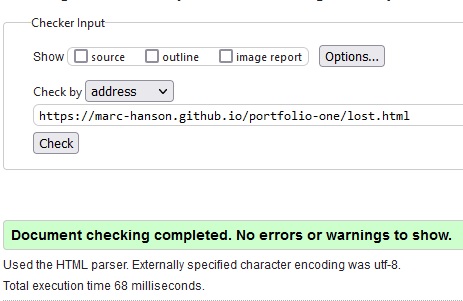 Checker Input
Show source outline image report Options...
Check by address
https://marc-hanson.github.io/portfolio-one/lost.html
Check
Document checking completed. No errors or warnings to show.
Used the HTML parser. Externally specified character encoding was utf-8.
Total execution time 68 milliseconds.